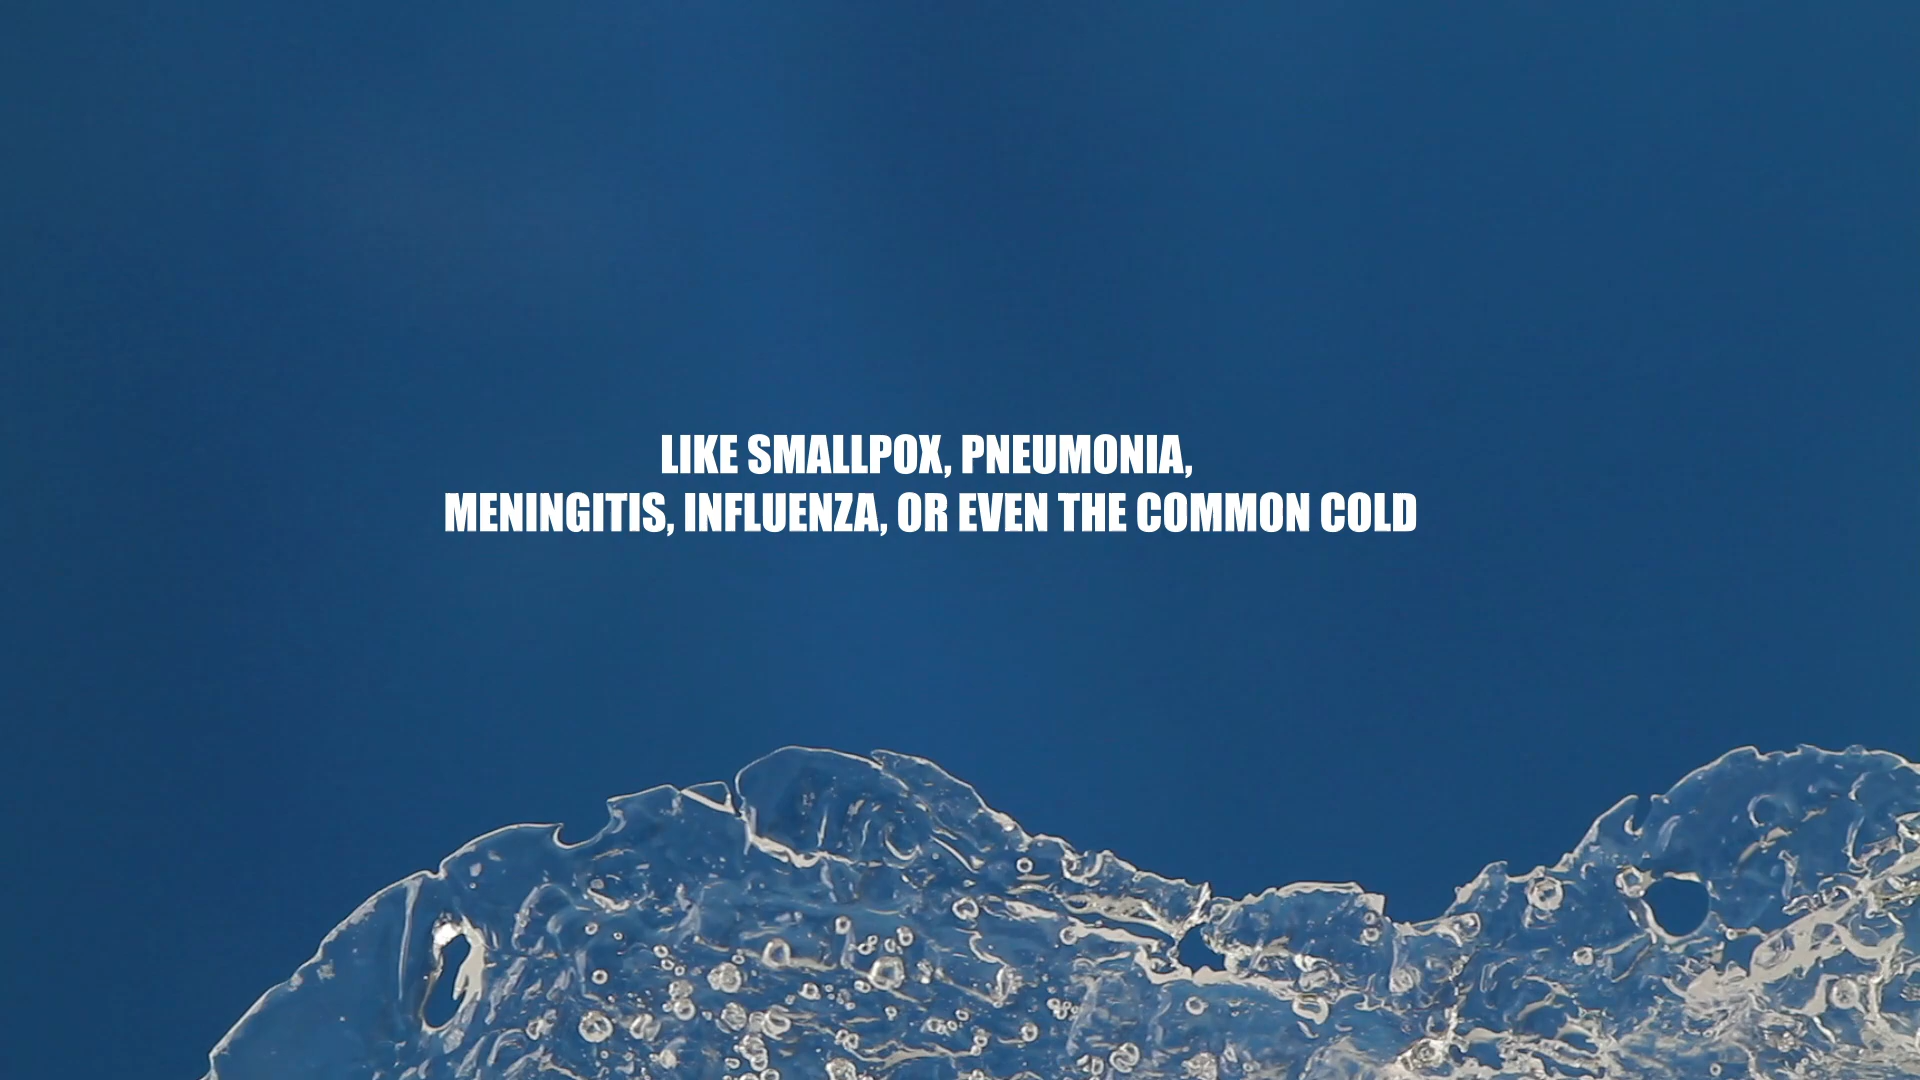 LIKE SMALLPOX, PNEUMONIA,
MENINGITIS, INFLUENZA, OR EVEN THE COMMON COLD